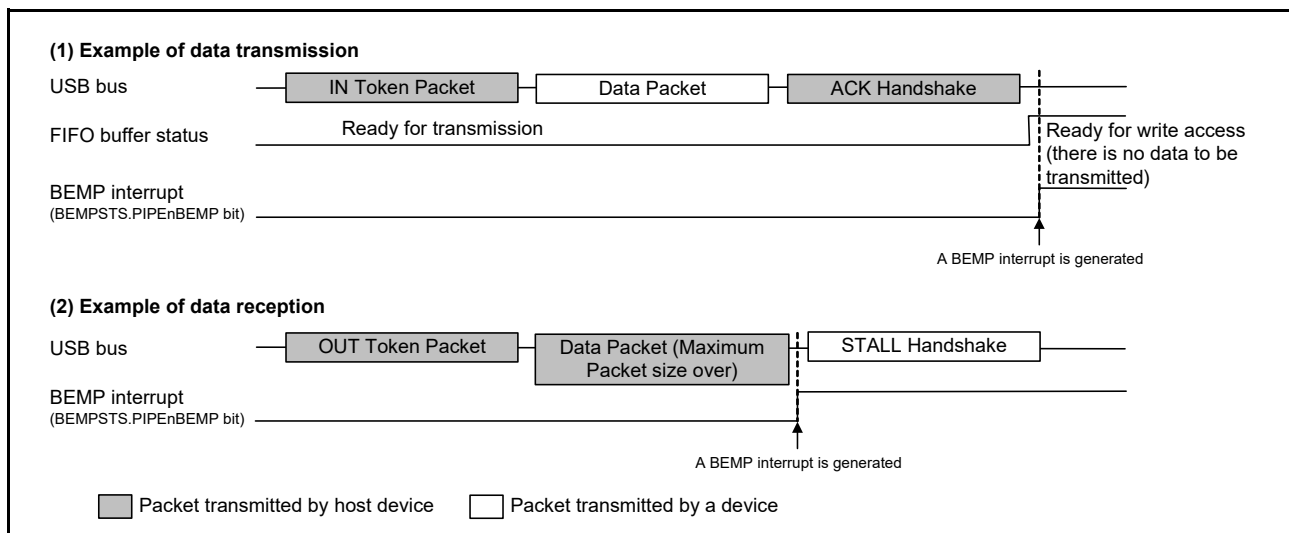 (1) Example of data transmission
USB bus
IN Token Packet
Data Packet
ACK Handshake
FIFO buffer status
Ready for transmission
Ready for write access
(there is no data to be
transmitted)
BEMP interrupt
(BEMPSTS.PIPEnBEMP bit)
A BEMP interrupt is generated
(2) Example of data reception
USB bus
OUT Token Packet
Data Packet (Maximum
Packet size over)
STALL Handshake
BEMP interrupt
(BEMPSTS.PIPEnBEMP bit)
A BEMP interrupt is generated
Packet transmitted by host device
Packet transmitted by a device